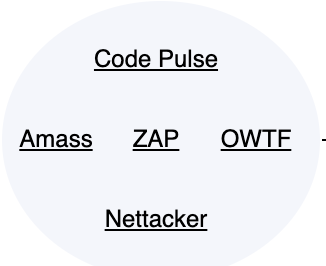 Code Pulse
Amass ZAP OWTF
Nettacker